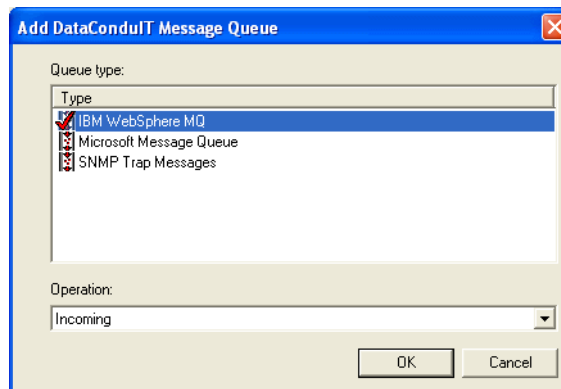 Add DataConduIT Message Queue
Queue type:
Type
IBM WebSphere MQ
Microsoft Message Queue
SNMP Trap Messages
Operation:
Incoming
OK Cancel